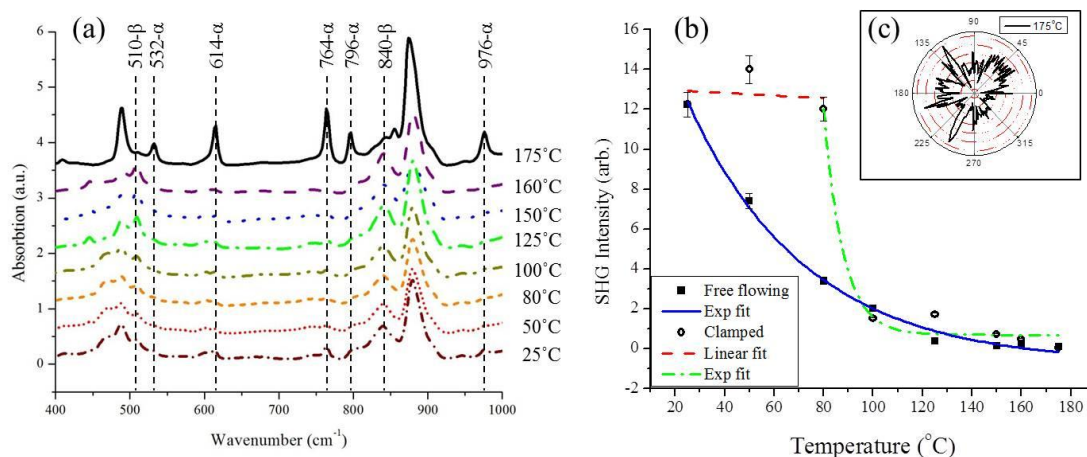 (a)
510-β
532-α
614-α
764-α
796-α
840-β
976-α
6
5
4
3
2
1
0
Absorbtion (a.u.)
175˚C
160˚C
150˚C
125˚C
100˚C
80˚C
50˚C
25˚C
400 500 600 700 800 900 1000
Wavenumber (cm-1)
(b)
16
14
12
10
8
6
4
2
0
-2
SHG Intensity (arb.)
Free flowing
Exp fit
Clamped
Linear fit
Exp fit
20 40 60 80 100 120 140 160 180
Temperature (°C)
(c)
175°C
90
135 45
180 0
225 315
270